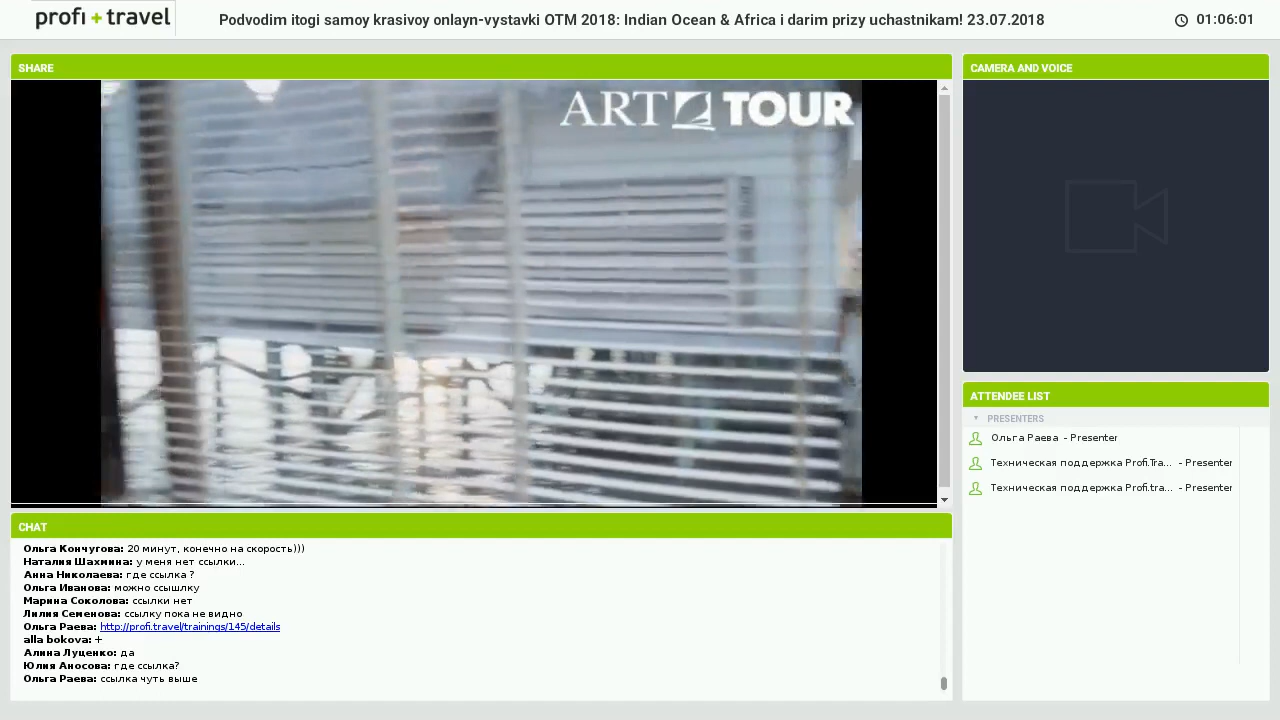 profi + travel
Podvodim itogi samoy krasivoy onlayn-vystavki OTM 2018: Indian Ocean & Africa i darim prizy uchastnikam! 23.07.2018
01:06:01
SHARE
ART TOUR
CAMERA AND VOICE
ATTENDEE LIST
PRESENTERS
Ольга Раева - Presenter
Техническая поддержка Profi.Tra... - Presenter
Техническая поддержка Profi.tra... - Presenter
CHAT
Ольга Кончугова: 20 минут, конечно на скорость)))
Наталия Шахмина: у меня нет ссылки...
Анна Николаева: где ссылка ?
Ольга Иванова: можно ссышлку
Марина Соколова: ссылки нет
Лилия Семенова: ссылку пока не видно
Ольга Раева: http://profi.travel/trainings/145/details
alla bokova: +
Алина Луценко: да
Юлия Аносова: где ссылка?
Ольга Раева: ссылка чуть выше